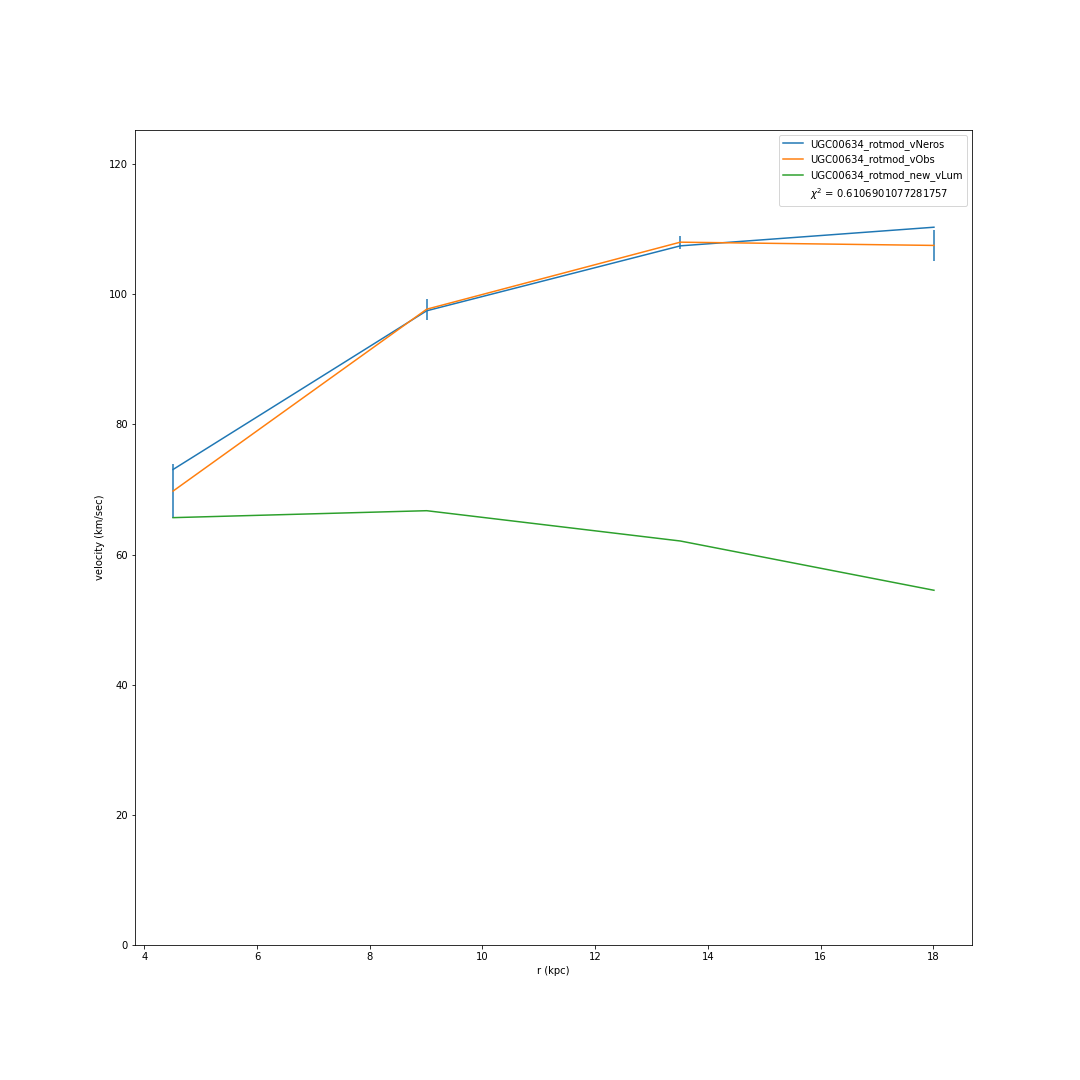 UGC00634_rotmod_vNeros
UGC00634_rotmod_vObs
UGC00634_rotmod_new_vLum
χ² = 0.6106901077281757
120
100
80
60
40
20
0
velocity (km/sec)
4 6 8 10 12 14 16 18
r (kpc)